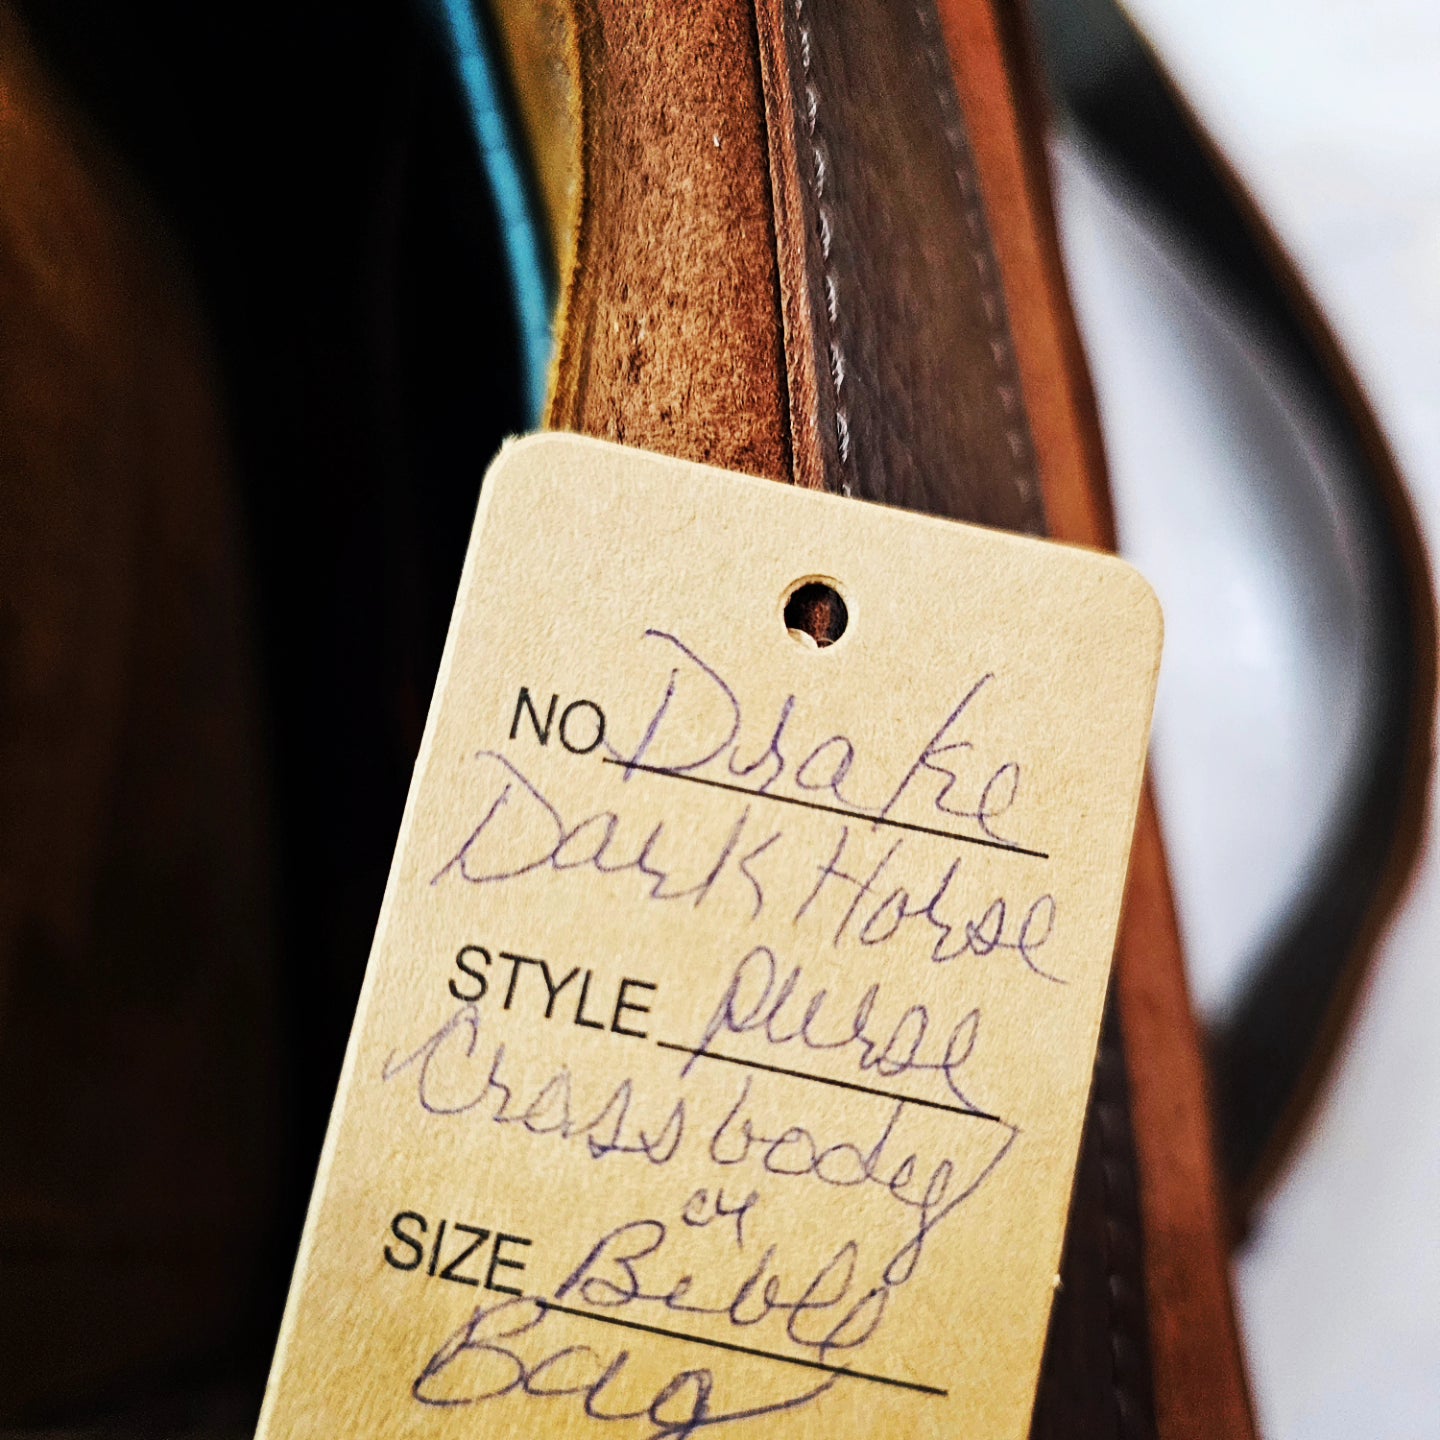 NO Drake
Dark Horse
STYLE purse
Crossbody
or
SIZE Bible
Bag